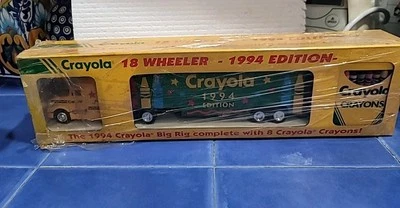 Crayola 18 WHEELER - 1994 EDITION-
Crayola
1994
EDITION
Crayola
CRAYONS
The 1994 Crayola® Big Rig complete with 8 Crayola® Crayons!